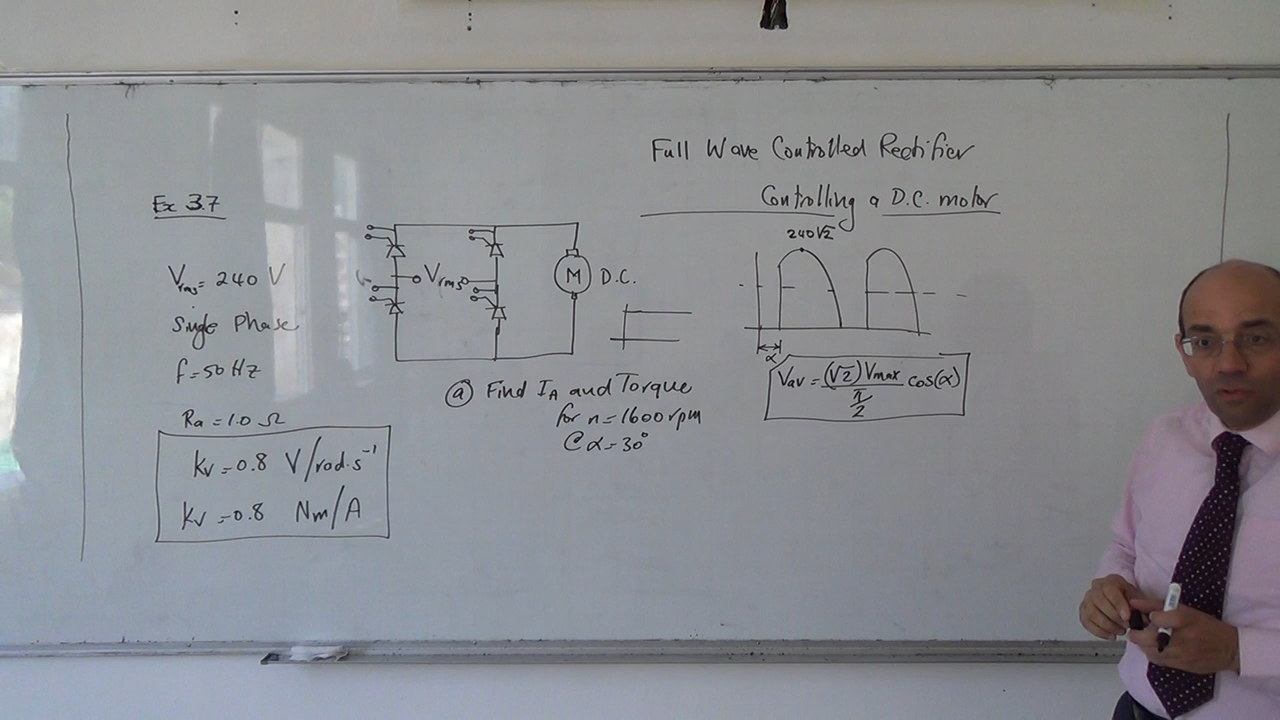 Full Wave Controlled Rectifier
Controlling a D.C. motor
Ex 3.7
Vrms = 240 V
Single Phase
f = 50 Hz
Ra = 1.0 Ω
Kv = 0.8 V/rad·s⁻¹
Kv = 0.8 Nm/A
Vrms
M
D.C.
ⓐ Find IA and Torque
for n = 1600 rpm
@ α = 30°
240√2
α
Vav = (√2) Vmax / (π/2) cos(α)